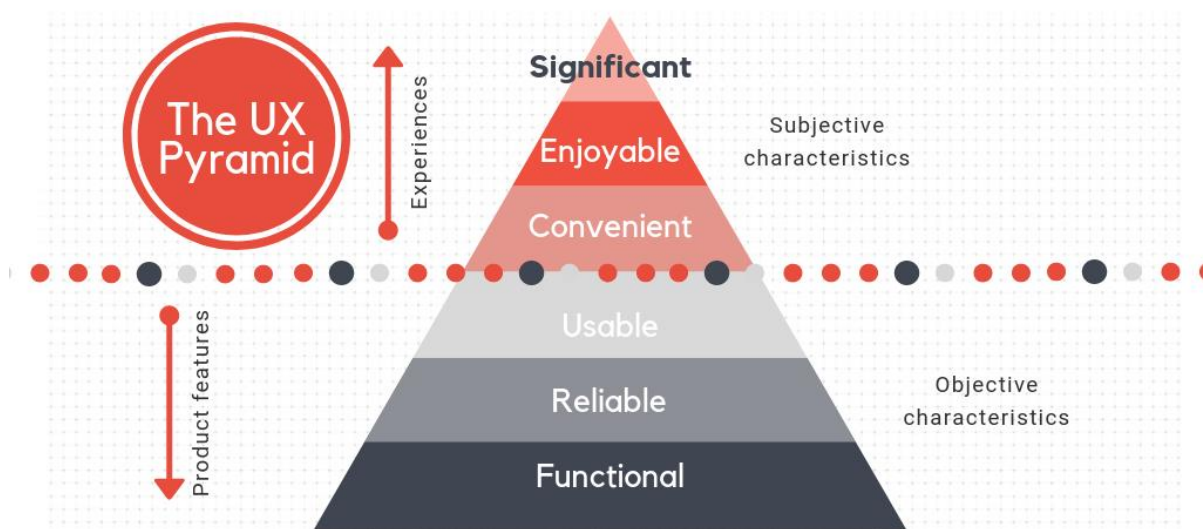 The UX
Pyramid
Experiences
Significant
Enjoyable
Convenient
Subjective
characteristics
Product features
Usable
Reliable
Functional
Objective
characteristics